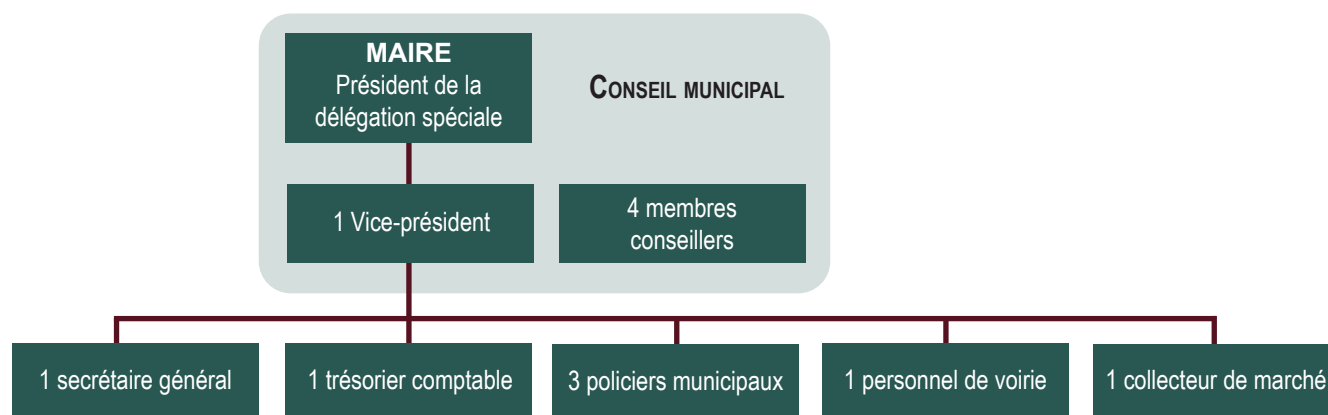 MAIRE
Président de la
délégation spéciale
CONSEIL MUNICIPAL
1 Vice-président
4 membres
conseillers
1 secrétaire général
1 trésorier comptable
3 policiers municipaux
1 personnel de voirie
1 collecteur de marché